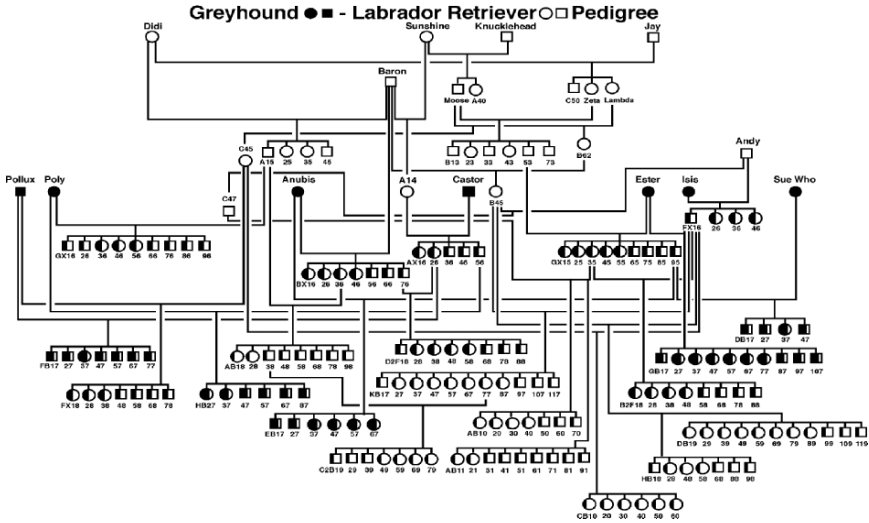 Greyhound - Labrador Retriever Pedigree
Didi Sunshine Knucklehead Jay
Baron
Moose A40 C50 Zeta Lambda
C45 A15 25 35 45 B13 23 33 43 53 73 B62 Andy
Pollux Poly Anubis A14 Castor B45 Ester Isis Sue Who
C47
FX16 26 36 46
GX16 26 36 46 56 66 76 86 96 AX16 26 36 46 56 GX15 25 35 45 55 65 75 85 95
BX16 26 36 46 56 66 76
DB17 27 37 47
FB17 27 37 47 57 67 77 AB18 28 38 48 58 68 78 98 D2F18 28 38 48 58 68 78 88 GB17 27 37 47 57 67 77 87 97 107
FX18 28 38 48 58 68 78 HB27 37 47 57 67 87 KB17 27 37 47 57 67 77 87 97 107 117 B2F18 28 38 48 58 68 78 88
EB17 27 37 47 57 67 AB10 20 30 40 50 60 70 DB19 29 39 49 59 69 79 89 99 109 119
C2B19 29 39 49 59 69 79 AB11 21 31 41 51 61 71 81 91 HB18 28 48 58 68 88 98
CB10 20 30 40 50 60